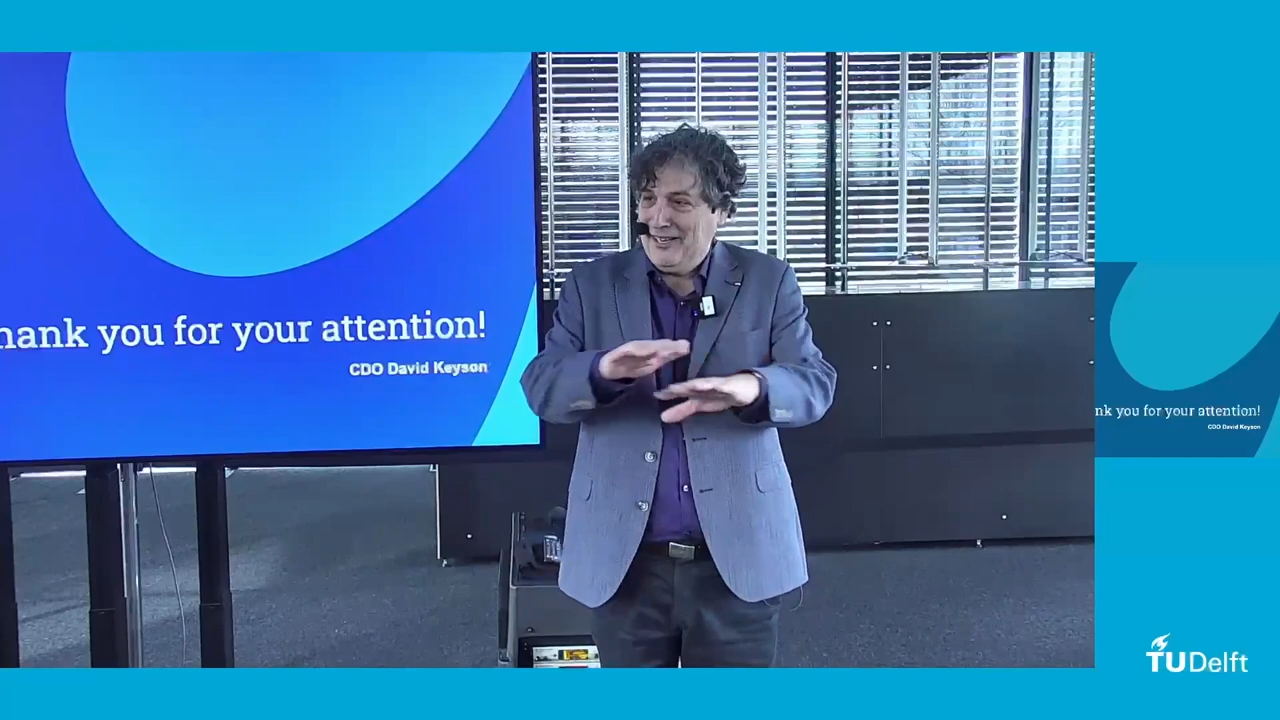 hank you for your attention!
CDO David Keyson
nk you for your attention!
CDO David Keyson
TUDelft